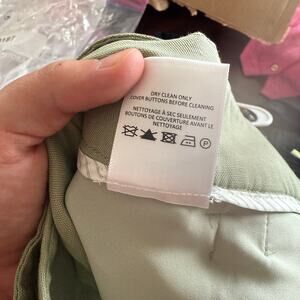 DRY CLEAN ONLY
COVER BUTTONS BEFORE CLEANING
NETTOYAGE À SEC SEULEMENT
BOUTONS DE COUVERTURE AVANT LE
NETTOYAGE
P